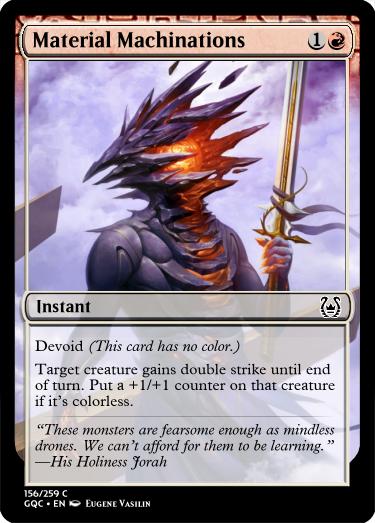 Material Machinations 1
Instant
Devoid (This card has no color.)
Target creature gains double strike until end
of turn. Put a +1/+1 counter on that creature
if it's colorless.
"These monsters are fearsome enough as mindless
drones. We can't afford for them to be learning."
—His Holiness Jorah
156/259 C
GQC • EN Eugene Vasilin